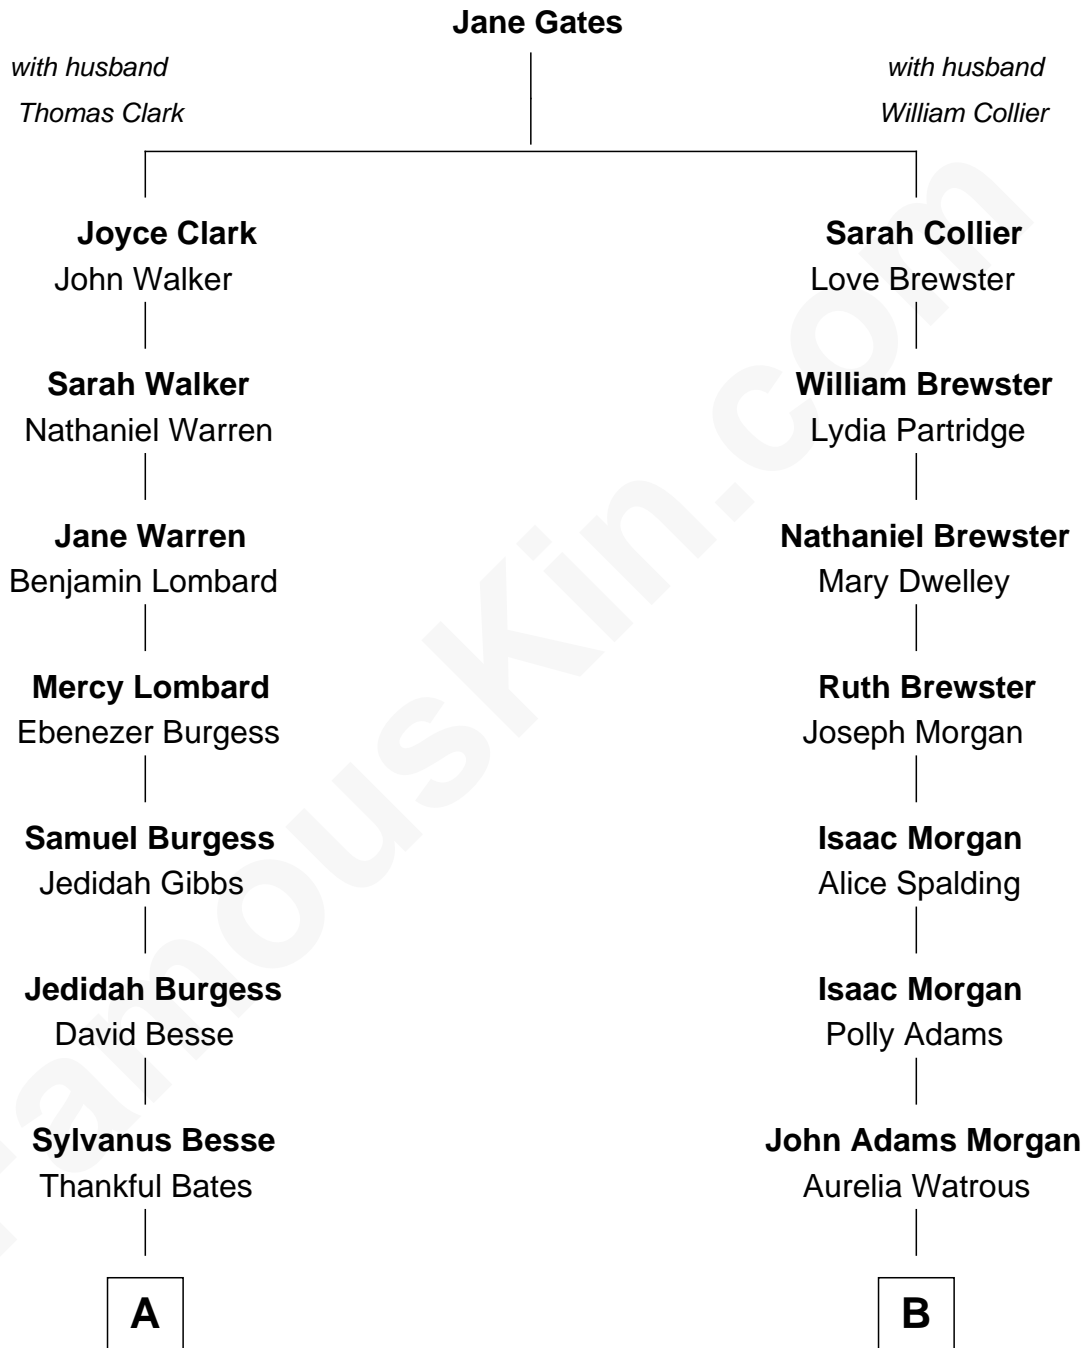 Jane Gates
with husband
Thomas Clark
with husband
William Collier
Joyce Clark
John Walker
Sarah Collier
Love Brewster
Sarah Walker
Nathaniel Warren
William Brewster
Lydia Partridge
Jane Warren
Benjamin Lombard
Nathaniel Brewster
Mary Dwelley
Mercy Lombard
Ebenezer Burgess
Ruth Brewster
Joseph Morgan
Samuel Burgess
Jedidah Gibbs
Isaac Morgan
Alice Spalding
Jedidah Burgess
David Besse
Isaac Morgan
Polly Adams
Sylvanus Besse
Thankful Bates
John Adams Morgan
Aurelia Watrous
A
B
FamousKin.com